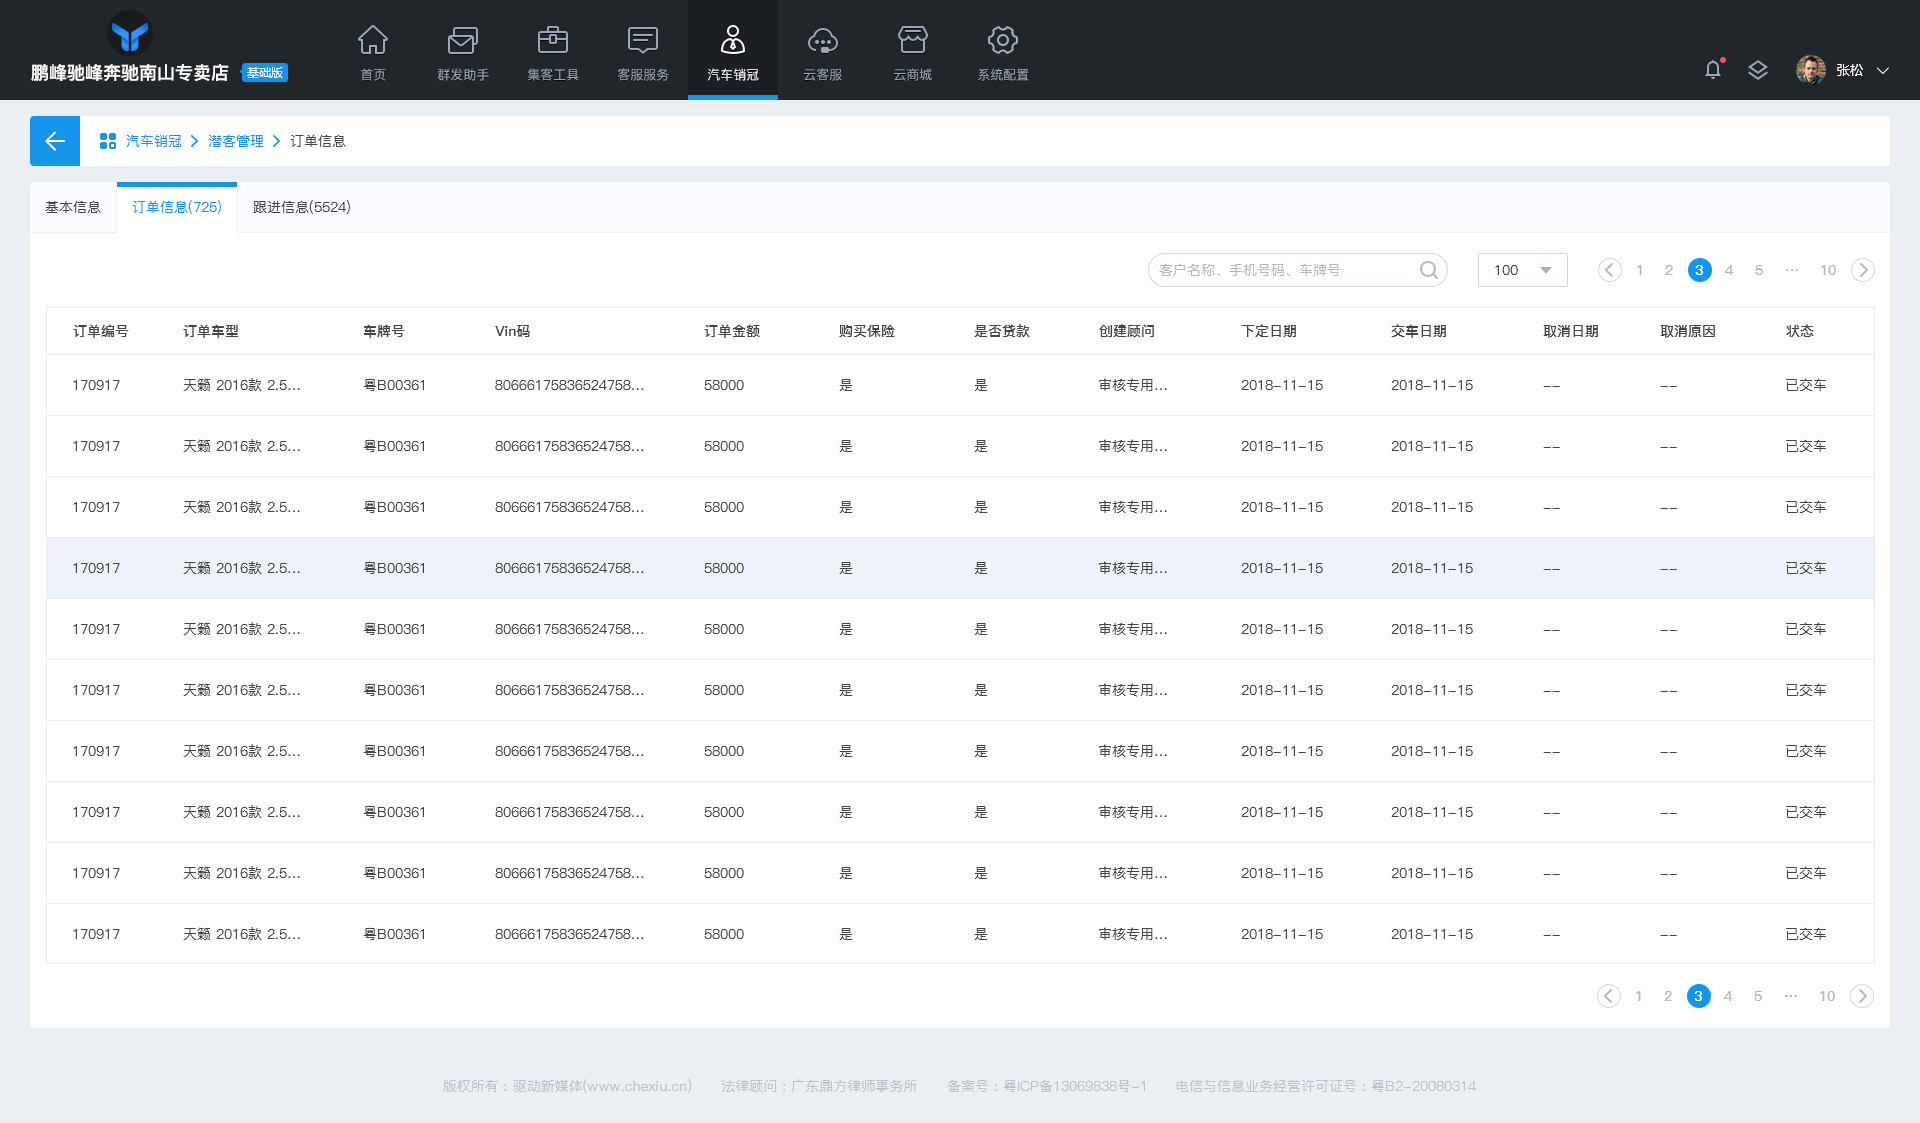 首页 群发助手 集客工具 客服服务 汽车销冠 云客服 云商城 系统配置
鹏峰驰峰奔驰南山专卖店 基础版 张松
汽车销冠 潜客管理 订单信息
基本信息 订单信息(725) 跟进信息(5524)
客户名称、手机号码、车牌号 100 1 2 3 4 5 ··· 10
订单编号 订单车型 车牌号 Vin码 订单金额 购买保险 是否贷款 创建顾问 下定日期 交车日期 取消日期 取消原因 状态
170917 天籁 2016款 2.5... 粤B00361 80666175836524758... 58000 是 是 审核专用... 2018-11-15 2018-11-15 -- -- 已交车
170917 天籁 2016款 2.5... 粤B00361 80666175836524758... 58000 是 是 审核专用... 2018-11-15 2018-11-15 -- -- 已交车
170917 天籁 2016款 2.5... 粤B00361 80666175836524758... 58000 是 是 审核专用... 2018-11-15 2018-11-15 -- -- 已交车
170917 天籁 2016款 2.5... 粤B00361 80666175836524758... 58000 是 是 审核专用... 2018-11-15 2018-11-15 -- -- 已交车
170917 天籁 2016款 2.5... 粤B00361 80666175836524758... 58000 是 是 审核专用... 2018-11-15 2018-11-15 -- -- 已交车
170917 天籁 2016款 2.5... 粤B00361 80666175836524758... 58000 是 是 审核专用... 2018-11-15 2018-11-15 -- -- 已交车
170917 天籁 2016款 2.5... 粤B00361 80666175836524758... 58000 是 是 审核专用... 2018-11-15 2018-11-15 -- -- 已交车
170917 天籁 2016款 2.5... 粤B00361 80666175836524758... 58000 是 是 审核专用... 2018-11-15 2018-11-15 -- -- 已交车
170917 天籁 2016款 2.5... 粤B00361 80666175836524758... 58000 是 是 审核专用... 2018-11-15 2018-11-15 -- -- 已交车
170917 天籁 2016款 2.5... 粤B00361 80666175836524758... 58000 是 是 审核专用... 2018-11-15 2018-11-15 -- -- 已交车
1 2 3 4 5 ··· 10
版权所有：驱动新媒体(www.chexiu.cn) 法律顾问：广东鼎方律师事务所 备案号：粤ICP备13069838号-1 电信与信息业务经营许可证号：粤B2-20080314